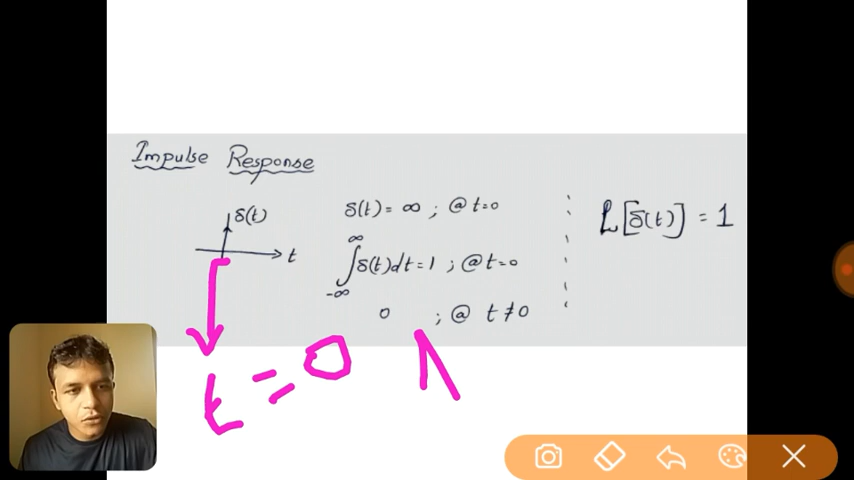 Impulse Response
δ(t)
t
δ(t) = ∞ ; @ t=0
∫_{-∞}^{∞} δ(t)dt = 1 ; @ t=0
0 ; @ t ≠ 0
L[δ(t)] = 1
t = 0